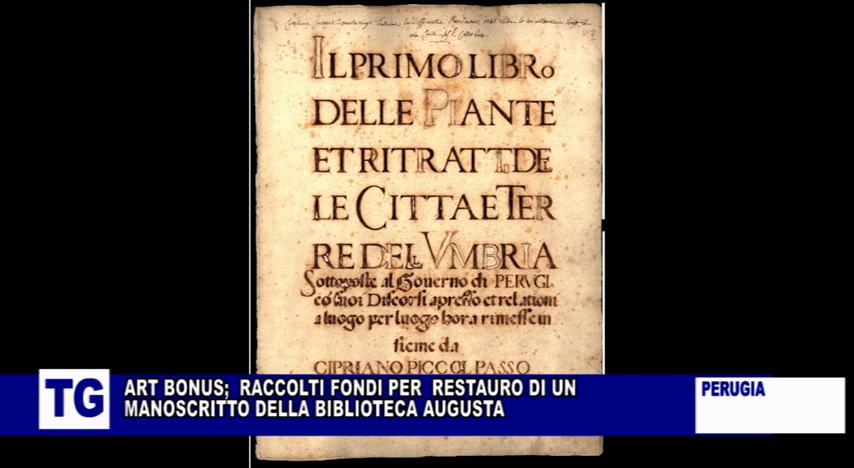 IL PRIMO LIBRo
DELLE PIANTE
ET RITRATTI DE
LE CITTA E TER
RE DELL VMBRIA
Sottoposte al Gouerno di PERVGI.
co suoi Discorsi apresso et relationi
a luogo per luogo hora rimesse in
sieme da
CIPRIANO PICCOLPASSO
TG
ART BONUS; RACCOLTI FONDI PER RESTAURO DI UN
MANOSCRITTO DELLA BIBLIOTECA AUGUSTA
PERUGIA